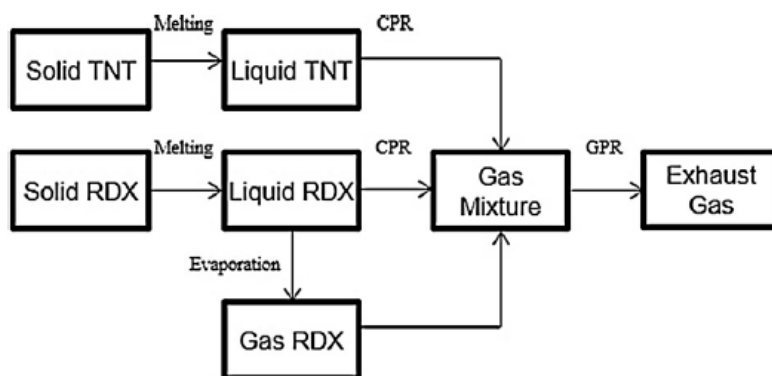 Melting
CPR
Solid TNT
Liquid TNT
Melting
CPR
GPR
Solid RDX
Liquid RDX
Gas
Mixture
Exhaust
Gas
Evaporation
Gas RDX